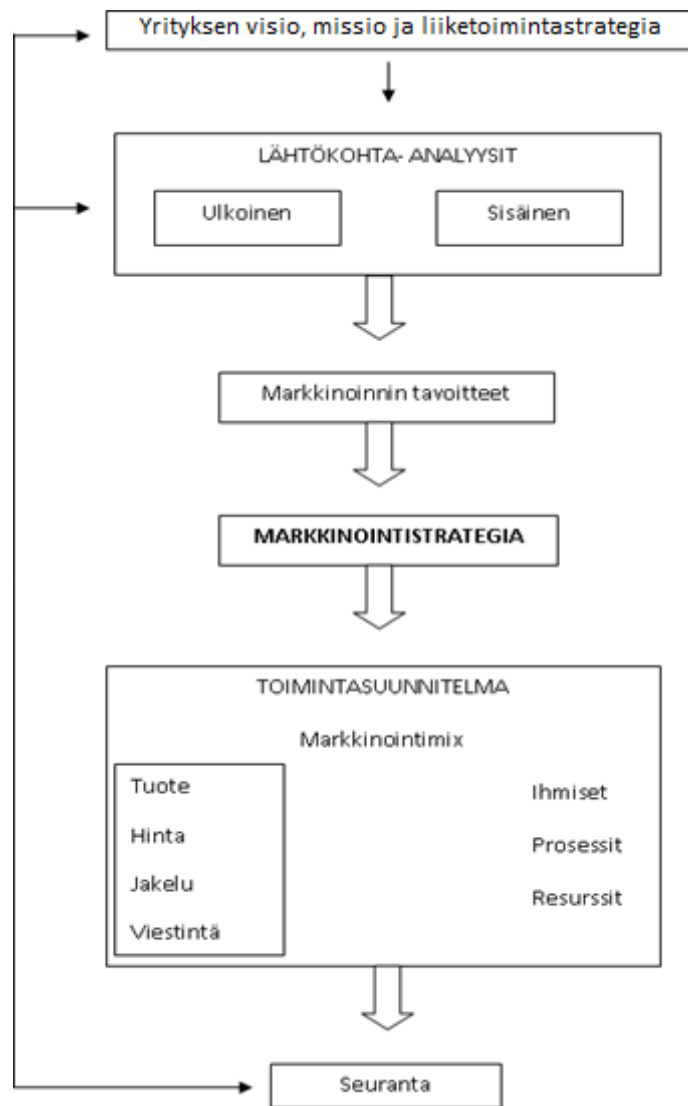 Yrityksen visio, missio ja liiketoimintastrategia
LÄHTÖKOHTA- ANALYYSIT
Ulkoinen
Sisäinen
Markkinoinnin tavoitteet
MARKKINOINTISTRATEGIA
TOIMINTASUUNNITELMA
Markkinointimix
Tuote
Hinta
Jakelu
Viestintä
Ihmiset
Prosessit
Resurssit
Seuranta